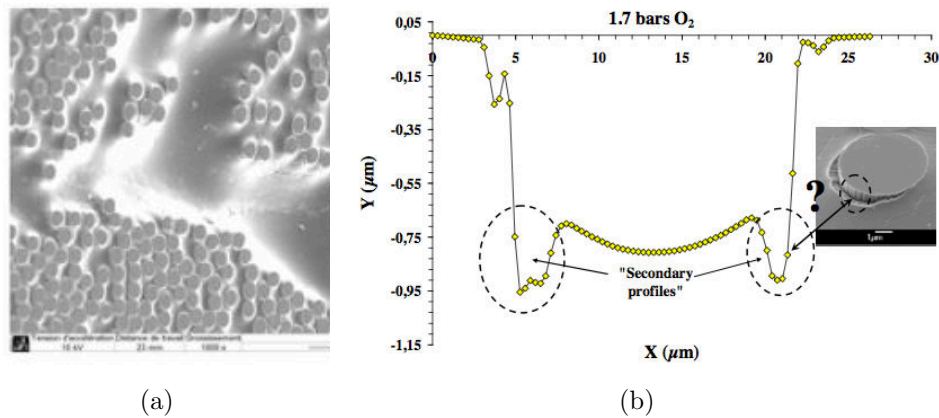 1.7 bars O₂
0,05
-0,15
-0,35
-0,55
-0,75
-0,95
-1,15
0 5 10 15 20 25 30
Y (µm)
X (µm)
"Secondary
profiles"
?
1µm
Tension d'accélération Distance de travail Grossissement
10 kV 23 mm 1000 x
(a) (b)